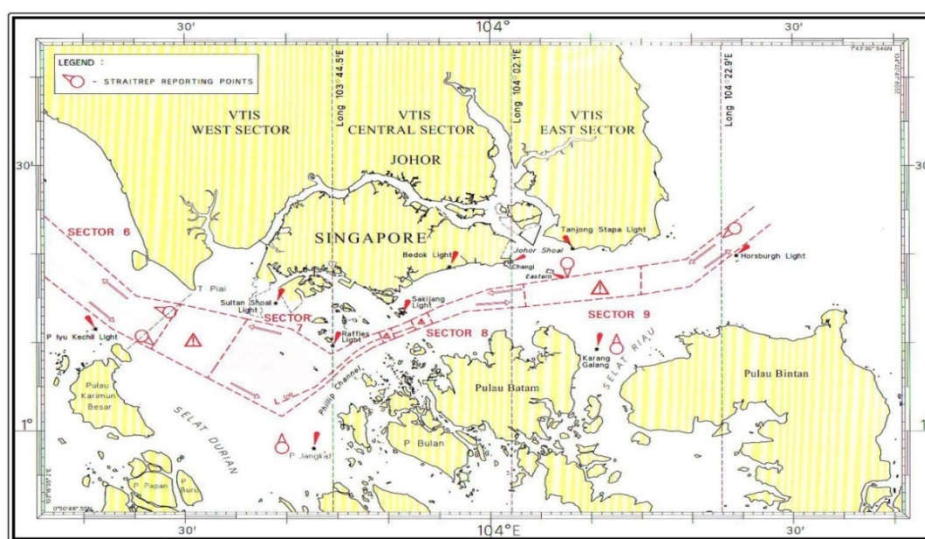 30'
104°
30'
LEGEND :
- STRAITREP REPORTING POINTS
Long 103° 44.5'E
Long 104° 02.1'E
Long 104° 22.9'E
VTIS
WEST SECTOR
VTIS
CENTRAL SECTOR
VTIS
EAST SECTOR
JOHOR
30'
30'
SECTOR 6
SINGAPORE
Tanjong Stapa Light
Johor Shoal
Bedok Light
Changi
Eastern
Horsburgh Light
T Piai
Sultan Shoal
Light
Sakijang
Light
SECTOR
7
SECTOR 8
SECTOR 9
P Iyu Kechil Light
Raffles
Light
Karang
Galang
SELAT RIAU
Phillip Channel
Pulau
Karimun
Besar
Pulau Batam
Pulau Bintan
SELAT DURIAN
1°
P Jangkat
P Bulan
P Papan
P
Buru
30'
104°E
30'